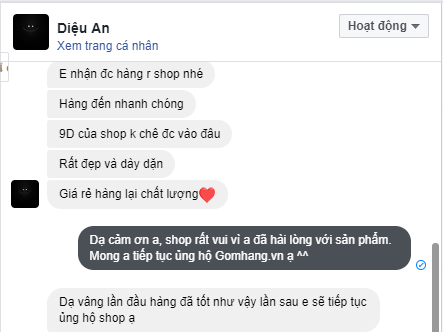 Diệu An
Xem trang cá nhân
Hoạt động
E nhận đc hàng r shop nhé
Hàng đến nhanh chóng
9D của shop k chê đc vào đâu
Rất đẹp và dày dặn
Giá rẻ hàng lại chất lượng❤️
Dạ cảm ơn a, shop rất vui vì a đã hài lòng với sản phẩm.
Mong a tiếp tục ủng hộ Gomhang.vn ạ ^^
Dạ vâng lần đầu hàng đã tốt như vậy lần sau e sẽ tiếp tục
ủng hộ shop ạ